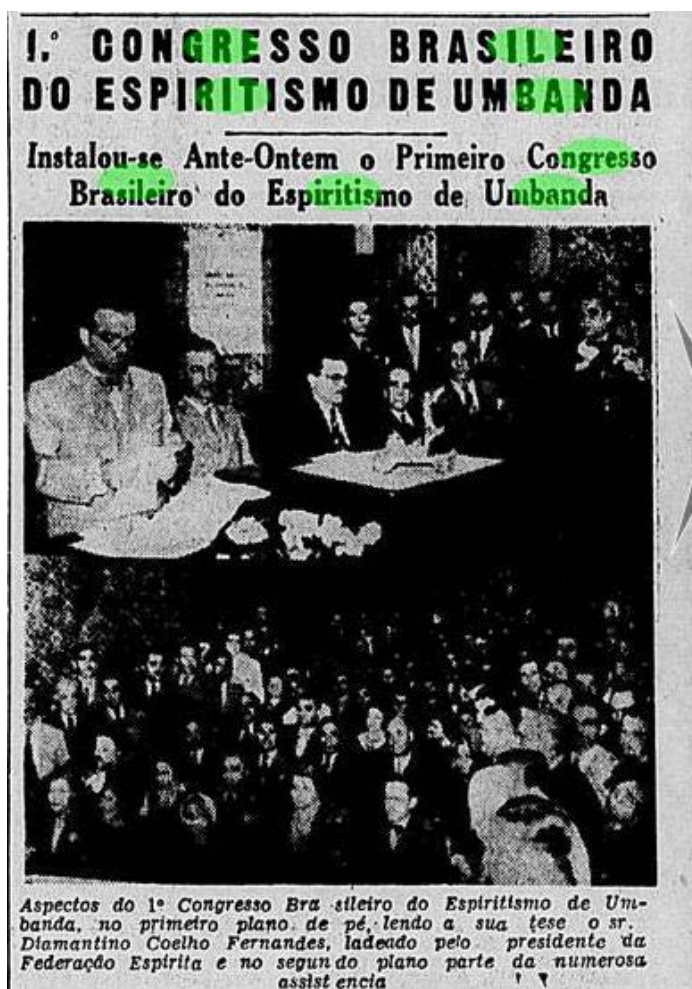 1.º CONGRESSO BRASILEIRO
DO ESPIRITISMO DE UMBANDA
Instalou-se Ante-Ontem o Primeiro Congresso
Brasileiro do Espiritismo de Umbanda
Aspectos do 1º Congresso Bra sileiro do Espiritismo de Um-
banda, no primeiro plano de pé, lendo a sua tese o sr.
Diamantino Coelho Fernandes, ladeado pelo presidente da
Federação Espirita e no segun do plano parte da numerosa
assist encia